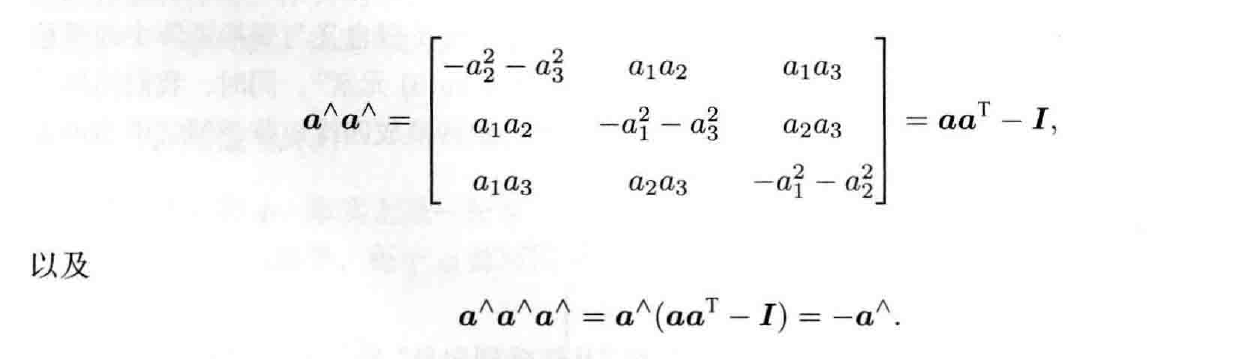 a^a^ = [ -a₂² - a₃²  a₁a₂  a₁a₃
a₁a₂  -a₁² - a₃²  a₂a₃
a₁a₃  a₂a₃  -a₁² - a₂² ] = aaᵀ - I,
以及
a^a^a^ = a^(aaᵀ - I) = -a^.